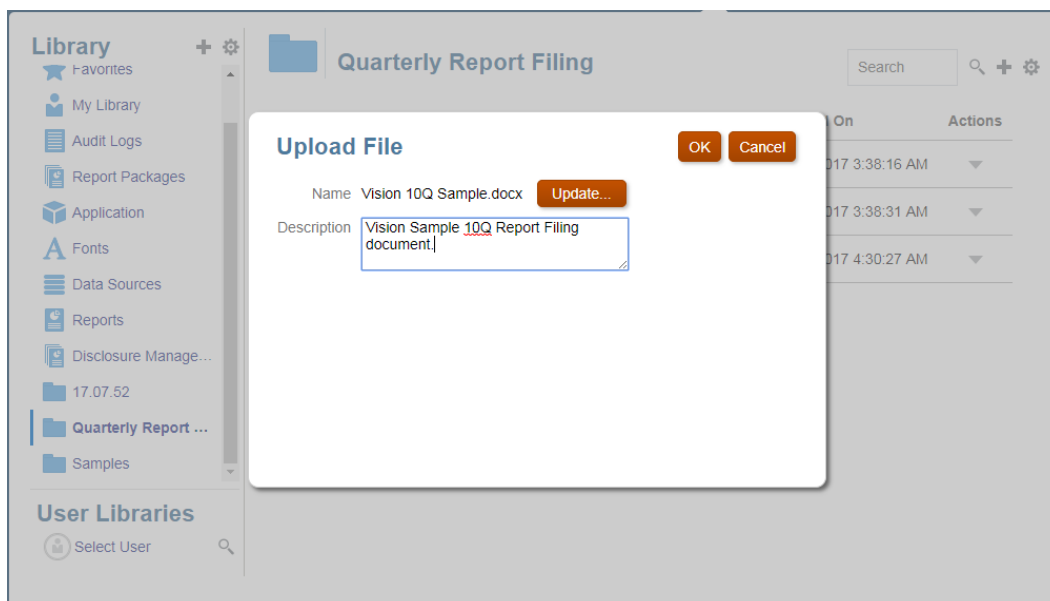 Library
Favorites
My Library
Audit Logs
Report Packages
Application
Fonts
Data Sources
Reports
Disclosure Manage...
17.07.52
Quarterly Report ...
Samples
User Libraries
Select User
Quarterly Report Filing
Search
On
Actions
017 3:38:16 AM
017 3:38:31 AM
017 4:30:27 AM
Upload File
OK
Cancel
Name Vision 10Q Sample.docx Update...
Description Vision Sample 10Q Report Filing
document.